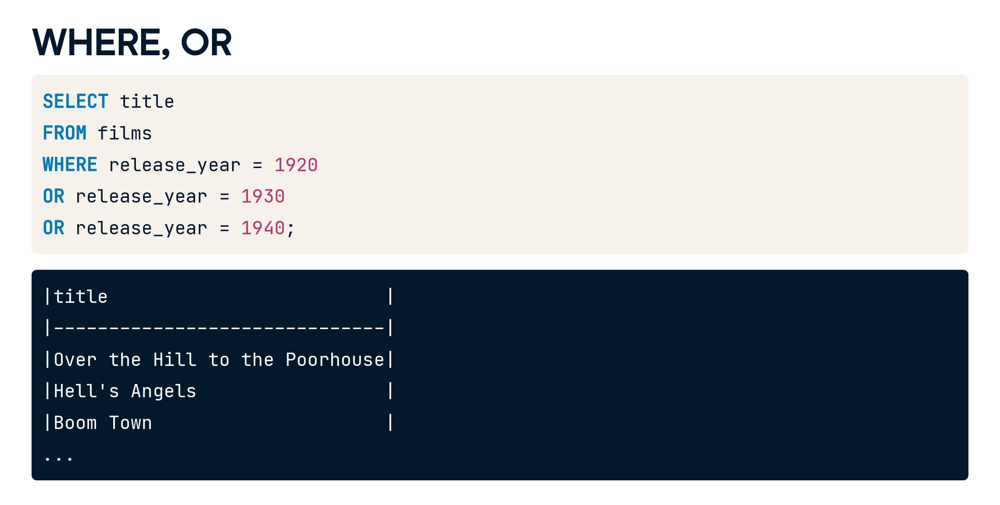 WHERE, OR
SELECT title
FROM films
WHERE release_year = 1920
OR release_year = 1930
OR release_year = 1940;
|title                         |
|------------------------------|
|Over the Hill to the Poorhouse|
|Hell's Angels                 |
|Boom Town                     |
...